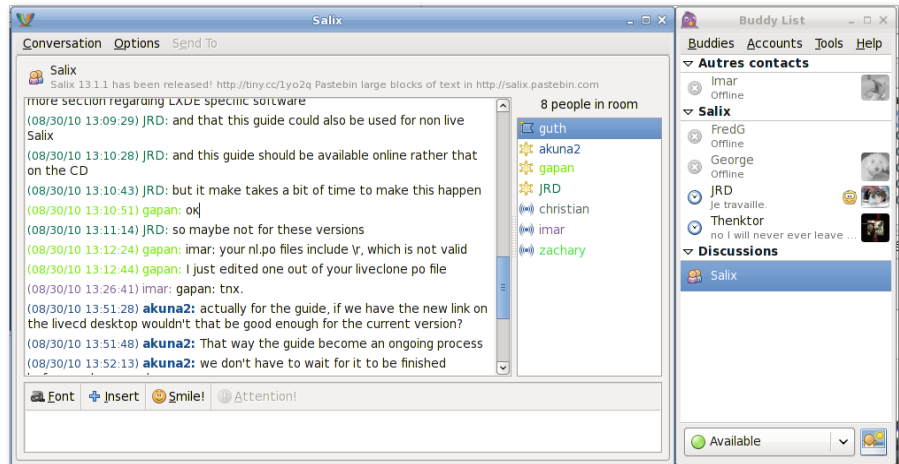 Salix
Conversation Options Send To
Salix
Salix 13.1.1 has been released! http://tiny.cc/1yo2q Pastebin large blocks of text in http://salix.pastebin.com
more section regarding LXDE specific software
(08/30/10 13:09:29) JRD: and that this guide could also be used for non live
Salix
(08/30/10 13:10:28) JRD: and this guide should be available online rather that
on the CD
(08/30/10 13:10:43) JRD: but it make takes a bit of time to make this happen
(08/30/10 13:10:51) gapan: ok
(08/30/10 13:11:14) JRD: so maybe not for these versions
(08/30/10 13:12:24) gapan: imar: your nl.po files include \r, which is not valid
(08/30/10 13:12:44) gapan: I just edited one out of your liveclone po file
(08/30/10 13:26:41) imar: gapan: tnx.
(08/30/10 13:51:28) akuna2: actually for the guide, if we have the new link on
the livecd desktop wouldn't that be good enough for the current version?
(08/30/10 13:51:48) akuna2: That way the guide become an ongoing process
(08/30/10 13:52:13) akuna2: we don't have to wait for it to be finished
8 people in room
guth
akuna2
gapan
JRD
christian
imar
zachary
Font Insert Smile! Attention!
Buddy List
Buddies Accounts Tools Help
Autres contacts
Imar
Offline
Salix
FredG
Offline
George
Offline
JRD
Je travaille.
Thenktor
no I will never ever leave ...
Discussions
Salix
Available